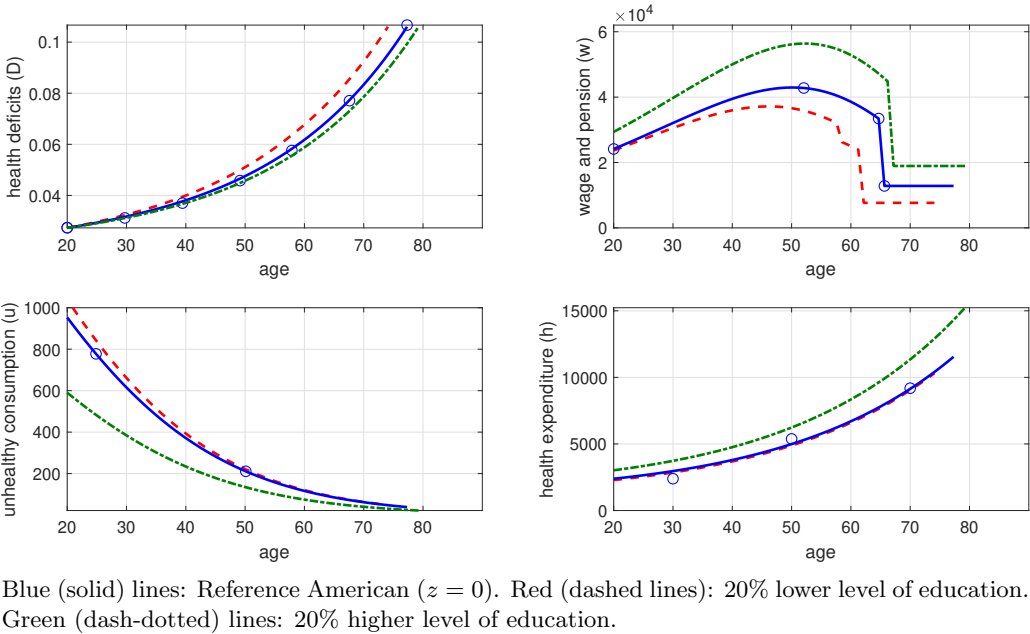 health deficits (D)
0.1
0.08
0.06
0.04
20 30 40 50 60 70 80
age
×10⁴
wage and pension (w)
6
4
2
0
20 30 40 50 60 70 80
age
unhealthy consumption (u)
1000
800
600
400
200
20 30 40 50 60 70 80
age
health expenditure (h)
15000
10000
5000
0
20 30 40 50 60 70 80
age
Blue (solid) lines: Reference American (z = 0). Red (dashed lines): 20% lower level of education.
Green (dash-dotted) lines: 20% higher level of education.